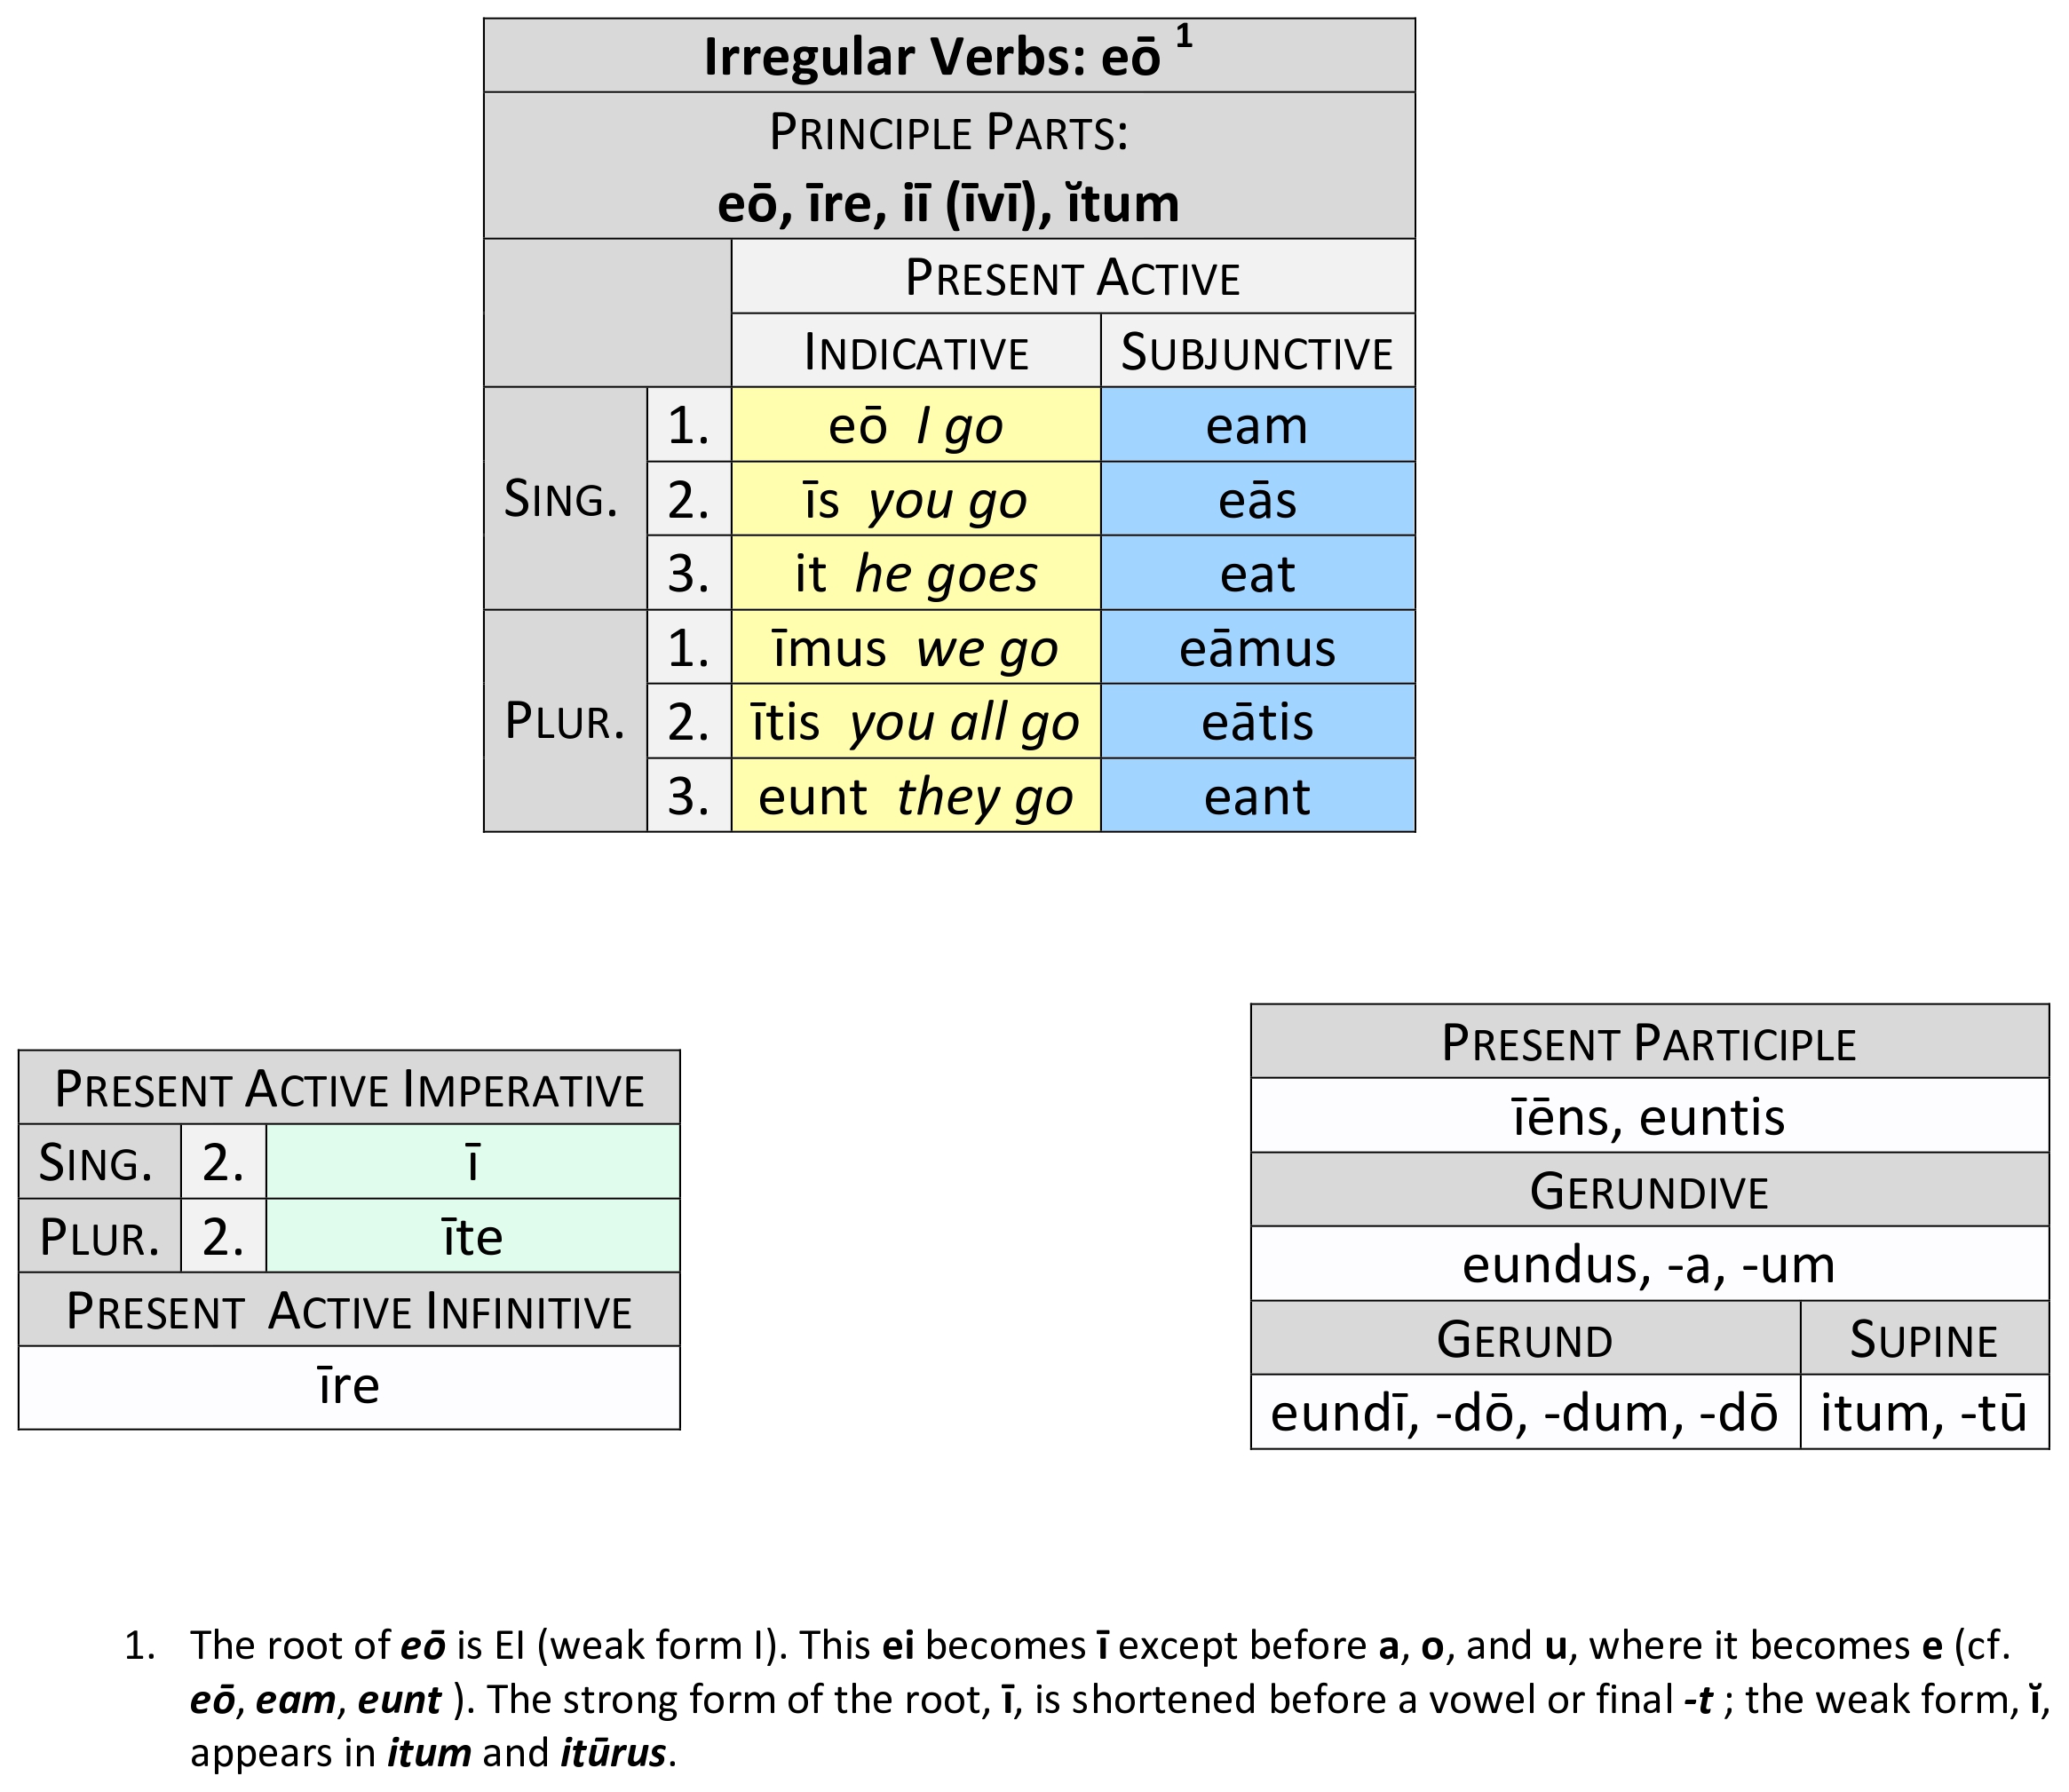 Irregular Verbs: eō ¹
PRINCIPLE PARTS:
eō, īre, iī (īvī), ĭtum
PRESENT ACTIVE
INDICATIVE SUBJUNCTIVE
SING. 1. eō I go eam
2. īs you go eās
3. it he goes eat
PLUR. 1. īmus we go eāmus
2. ītis you all go eātis
3. eunt they go eant
PRESENT ACTIVE IMPERATIVE
SING. 2. ī
PLUR. 2. īte
PRESENT ACTIVE INFINITIVE
īre
PRESENT PARTICIPLE
īēns, euntis
GERUNDIVE
eundus, -a, -um
GERUND SUPINE
eundī, -dō, -dum, -dō itum, -tū
1. The root of eō is EI (weak form I). This ei becomes ī except before a, o, and u, where it becomes e (cf.
eō, eam, eunt ). The strong form of the root, ī, is shortened before a vowel or final -t ; the weak form, ĭ,
appears in itum and itūrus.